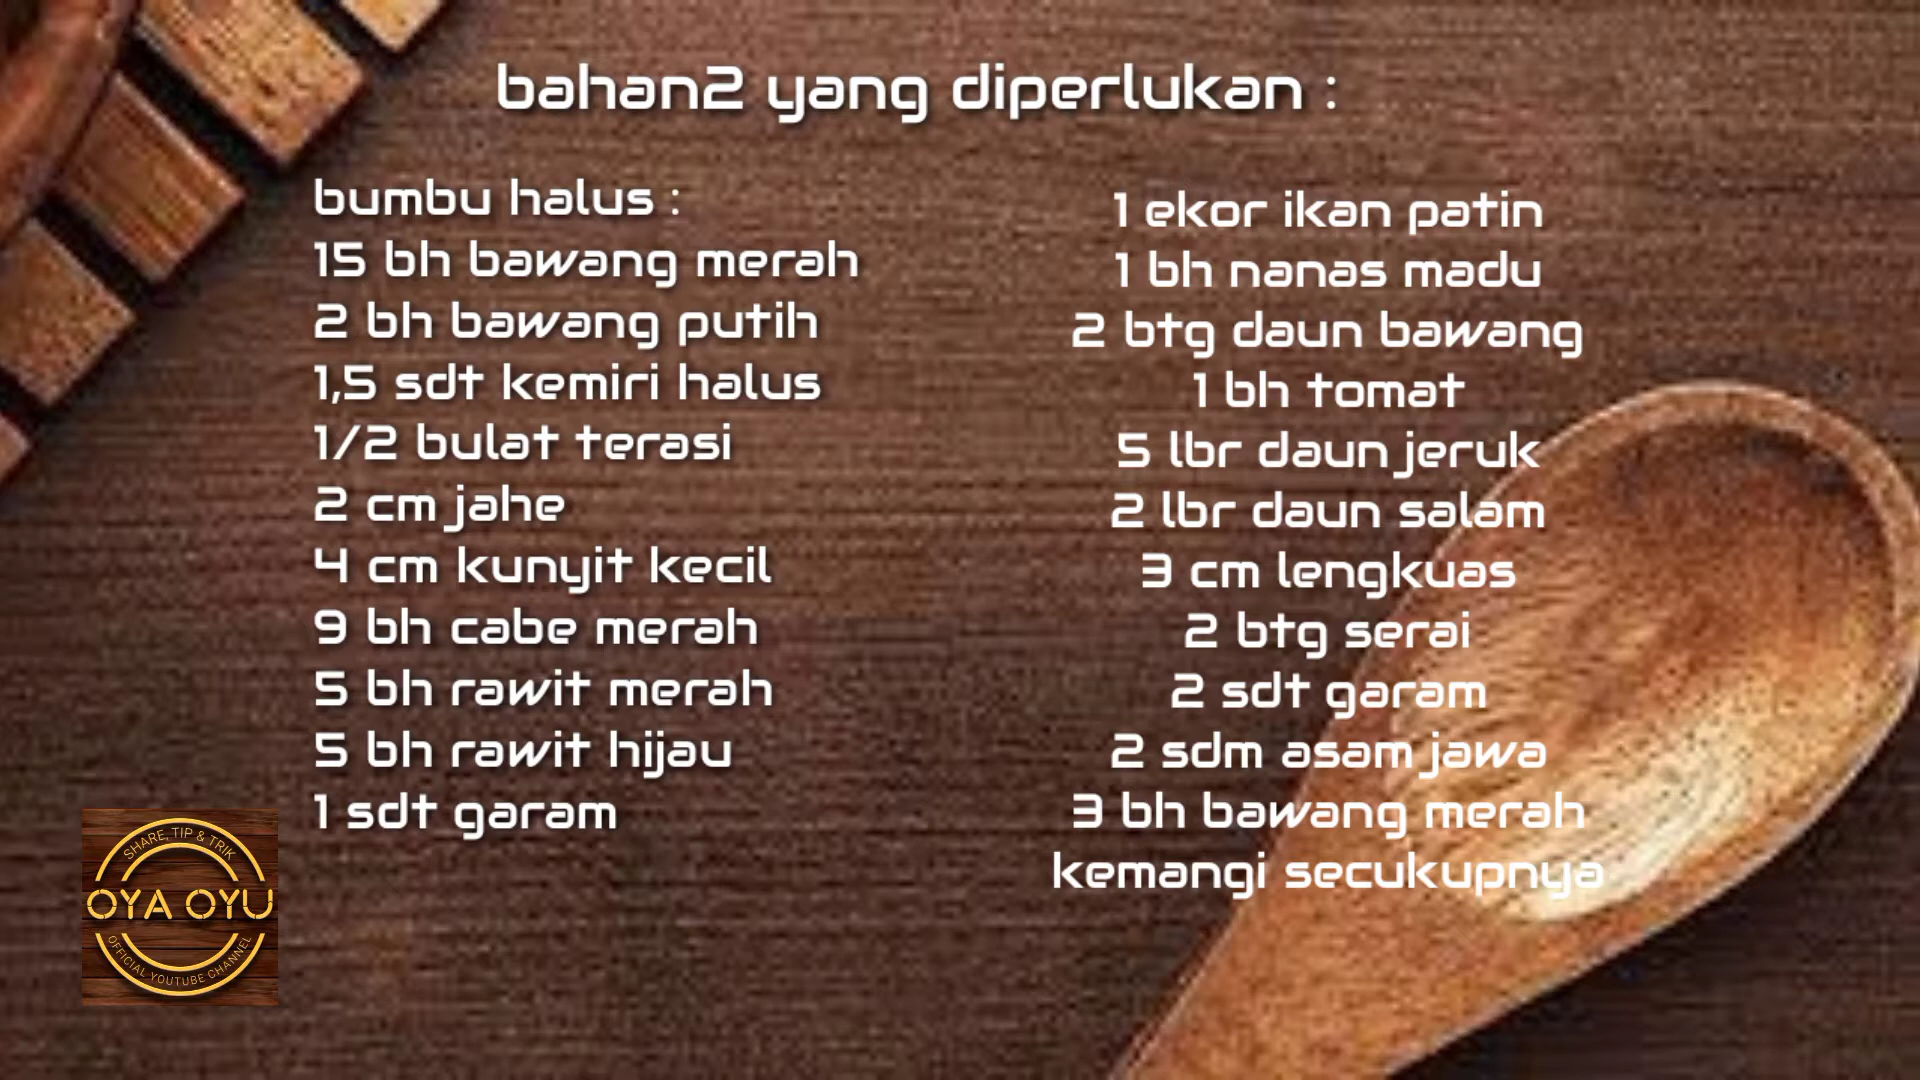 bahan2 yang diperlukan :
bumbu halus :
15 bh bawang merah
2 bh bawang putih
1,5 sdt kemiri halus
1/2 bulat terasi
2 cm jahe
4 cm kunyit kecil
9 bh cabe merah
5 bh rawit merah
5 bh rawit hijau
1 sdt garam
1 ekor ikan patin
1 bh nanas madu
2 btg daun bawang
1 bh tomat
5 lbr daun jeruk
2 lbr daun salam
3 cm lengkuas
2 btg serai
2 sdt garam
2 sdm asam jawa
3 bh bawang merah
kemangi secukupnya
SHARE, TIP & TRIK
OYA OYU
OFFICIAL YOUTUBE CHANNEL